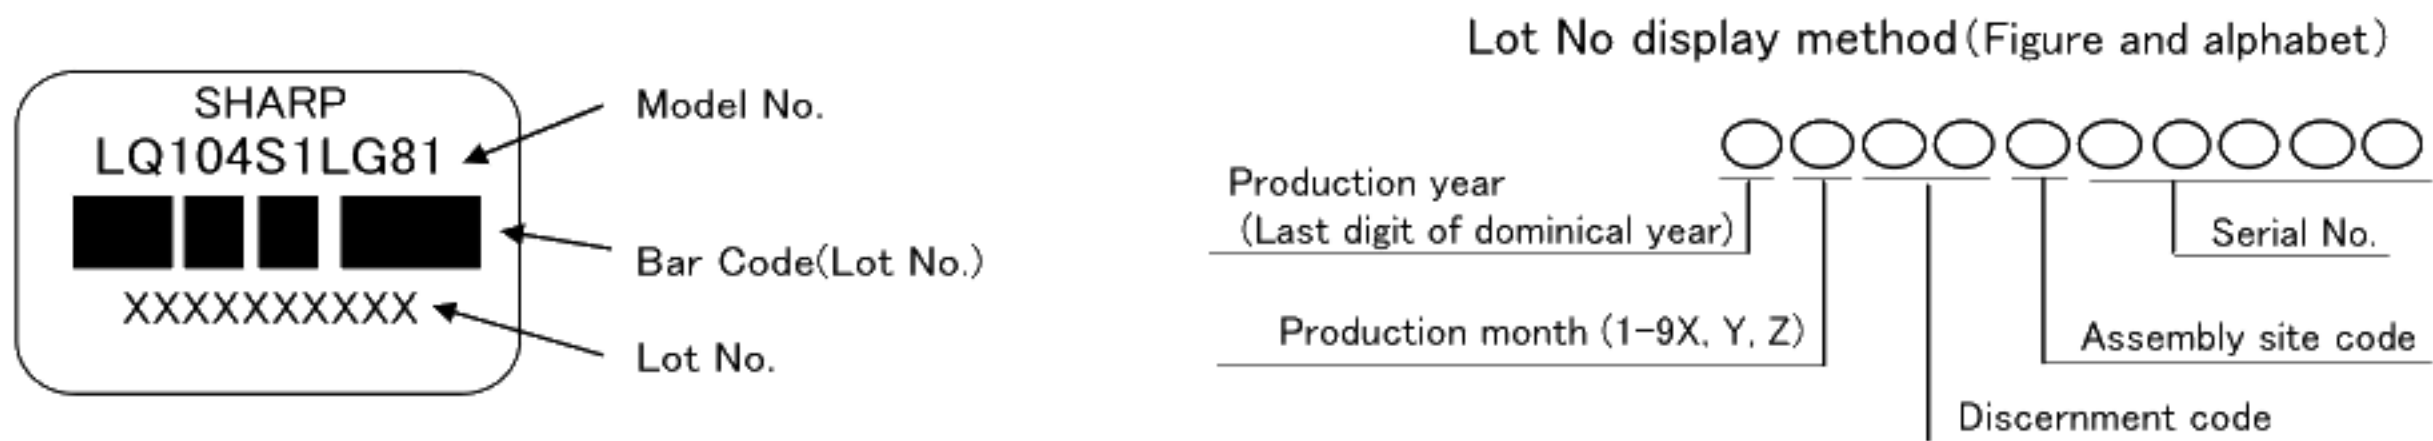 SHARP
LQ104S1LG81
XXXXXXXXXX
Model No.
Bar Code(Lot No.)
Lot No.
Lot No display method(Figure and alphabet)
Production year
(Last digit of dominical year)
Serial No.
Production month (1-9X, Y, Z)
Assembly site code
Discernment code